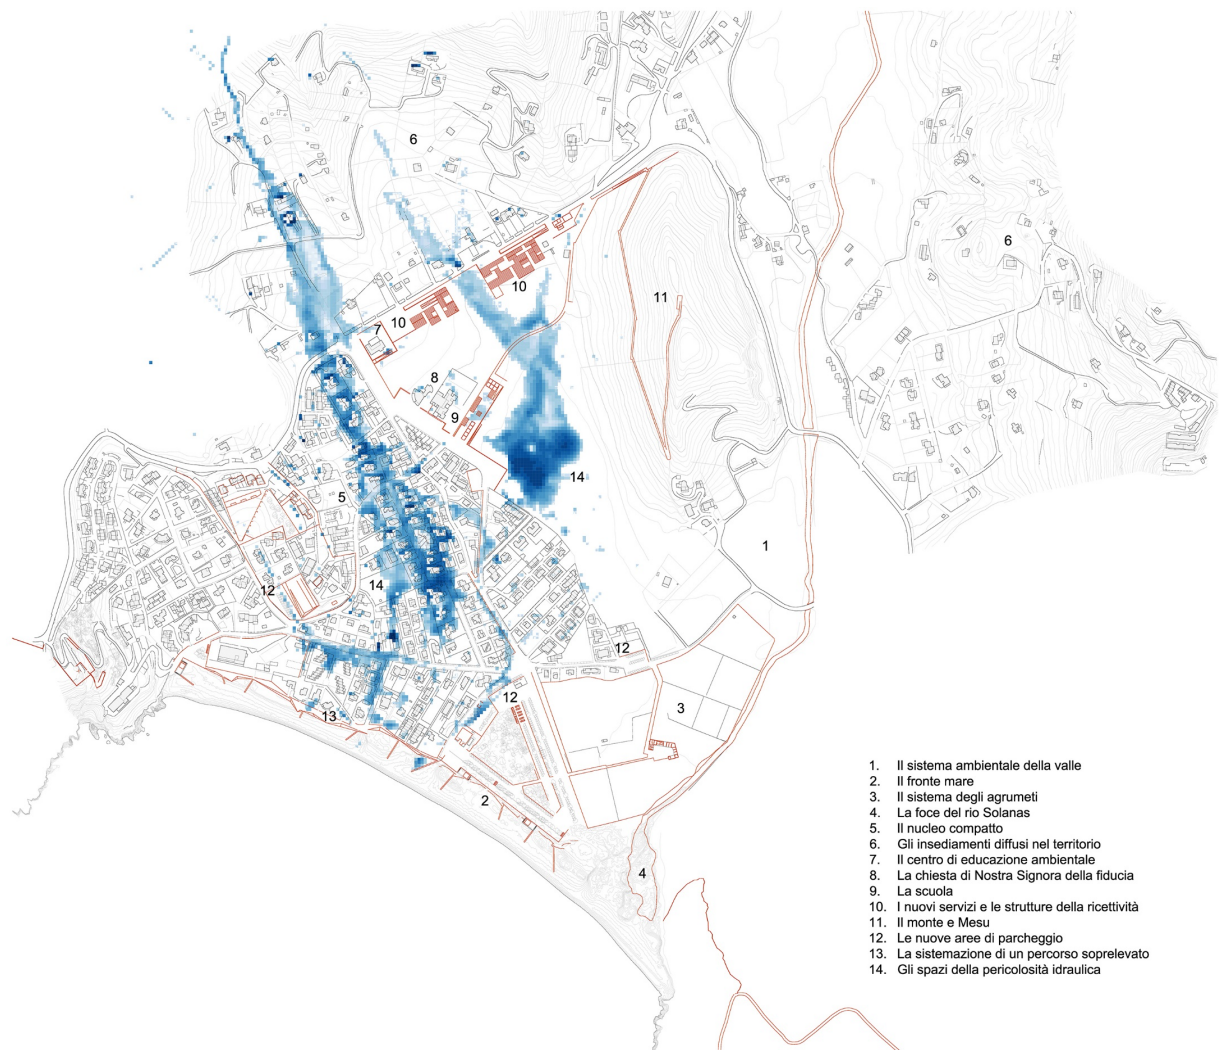 6
6
10
11
10
7
8
9
14
5
1
14
12
12
12
3
13
2
4
1. Il sistema ambientale della valle
2. Il fronte mare
3. Il sistema degli agrumeti
4. La foce del rio Solanas
5. Il nucleo compatto
6. Gli insediamenti diffusi nel territorio
7. Il centro di educazione ambientale
8. La chiesta di Nostra Signora della fiducia
9. La scuola
10. I nuovi servizi e le strutture della ricettività
11. Il monte e Mesu
12. Le nuove aree di parcheggio
13. La sistemazione di un percorso soprelevato
14. Gli spazi della pericolosità idraulica